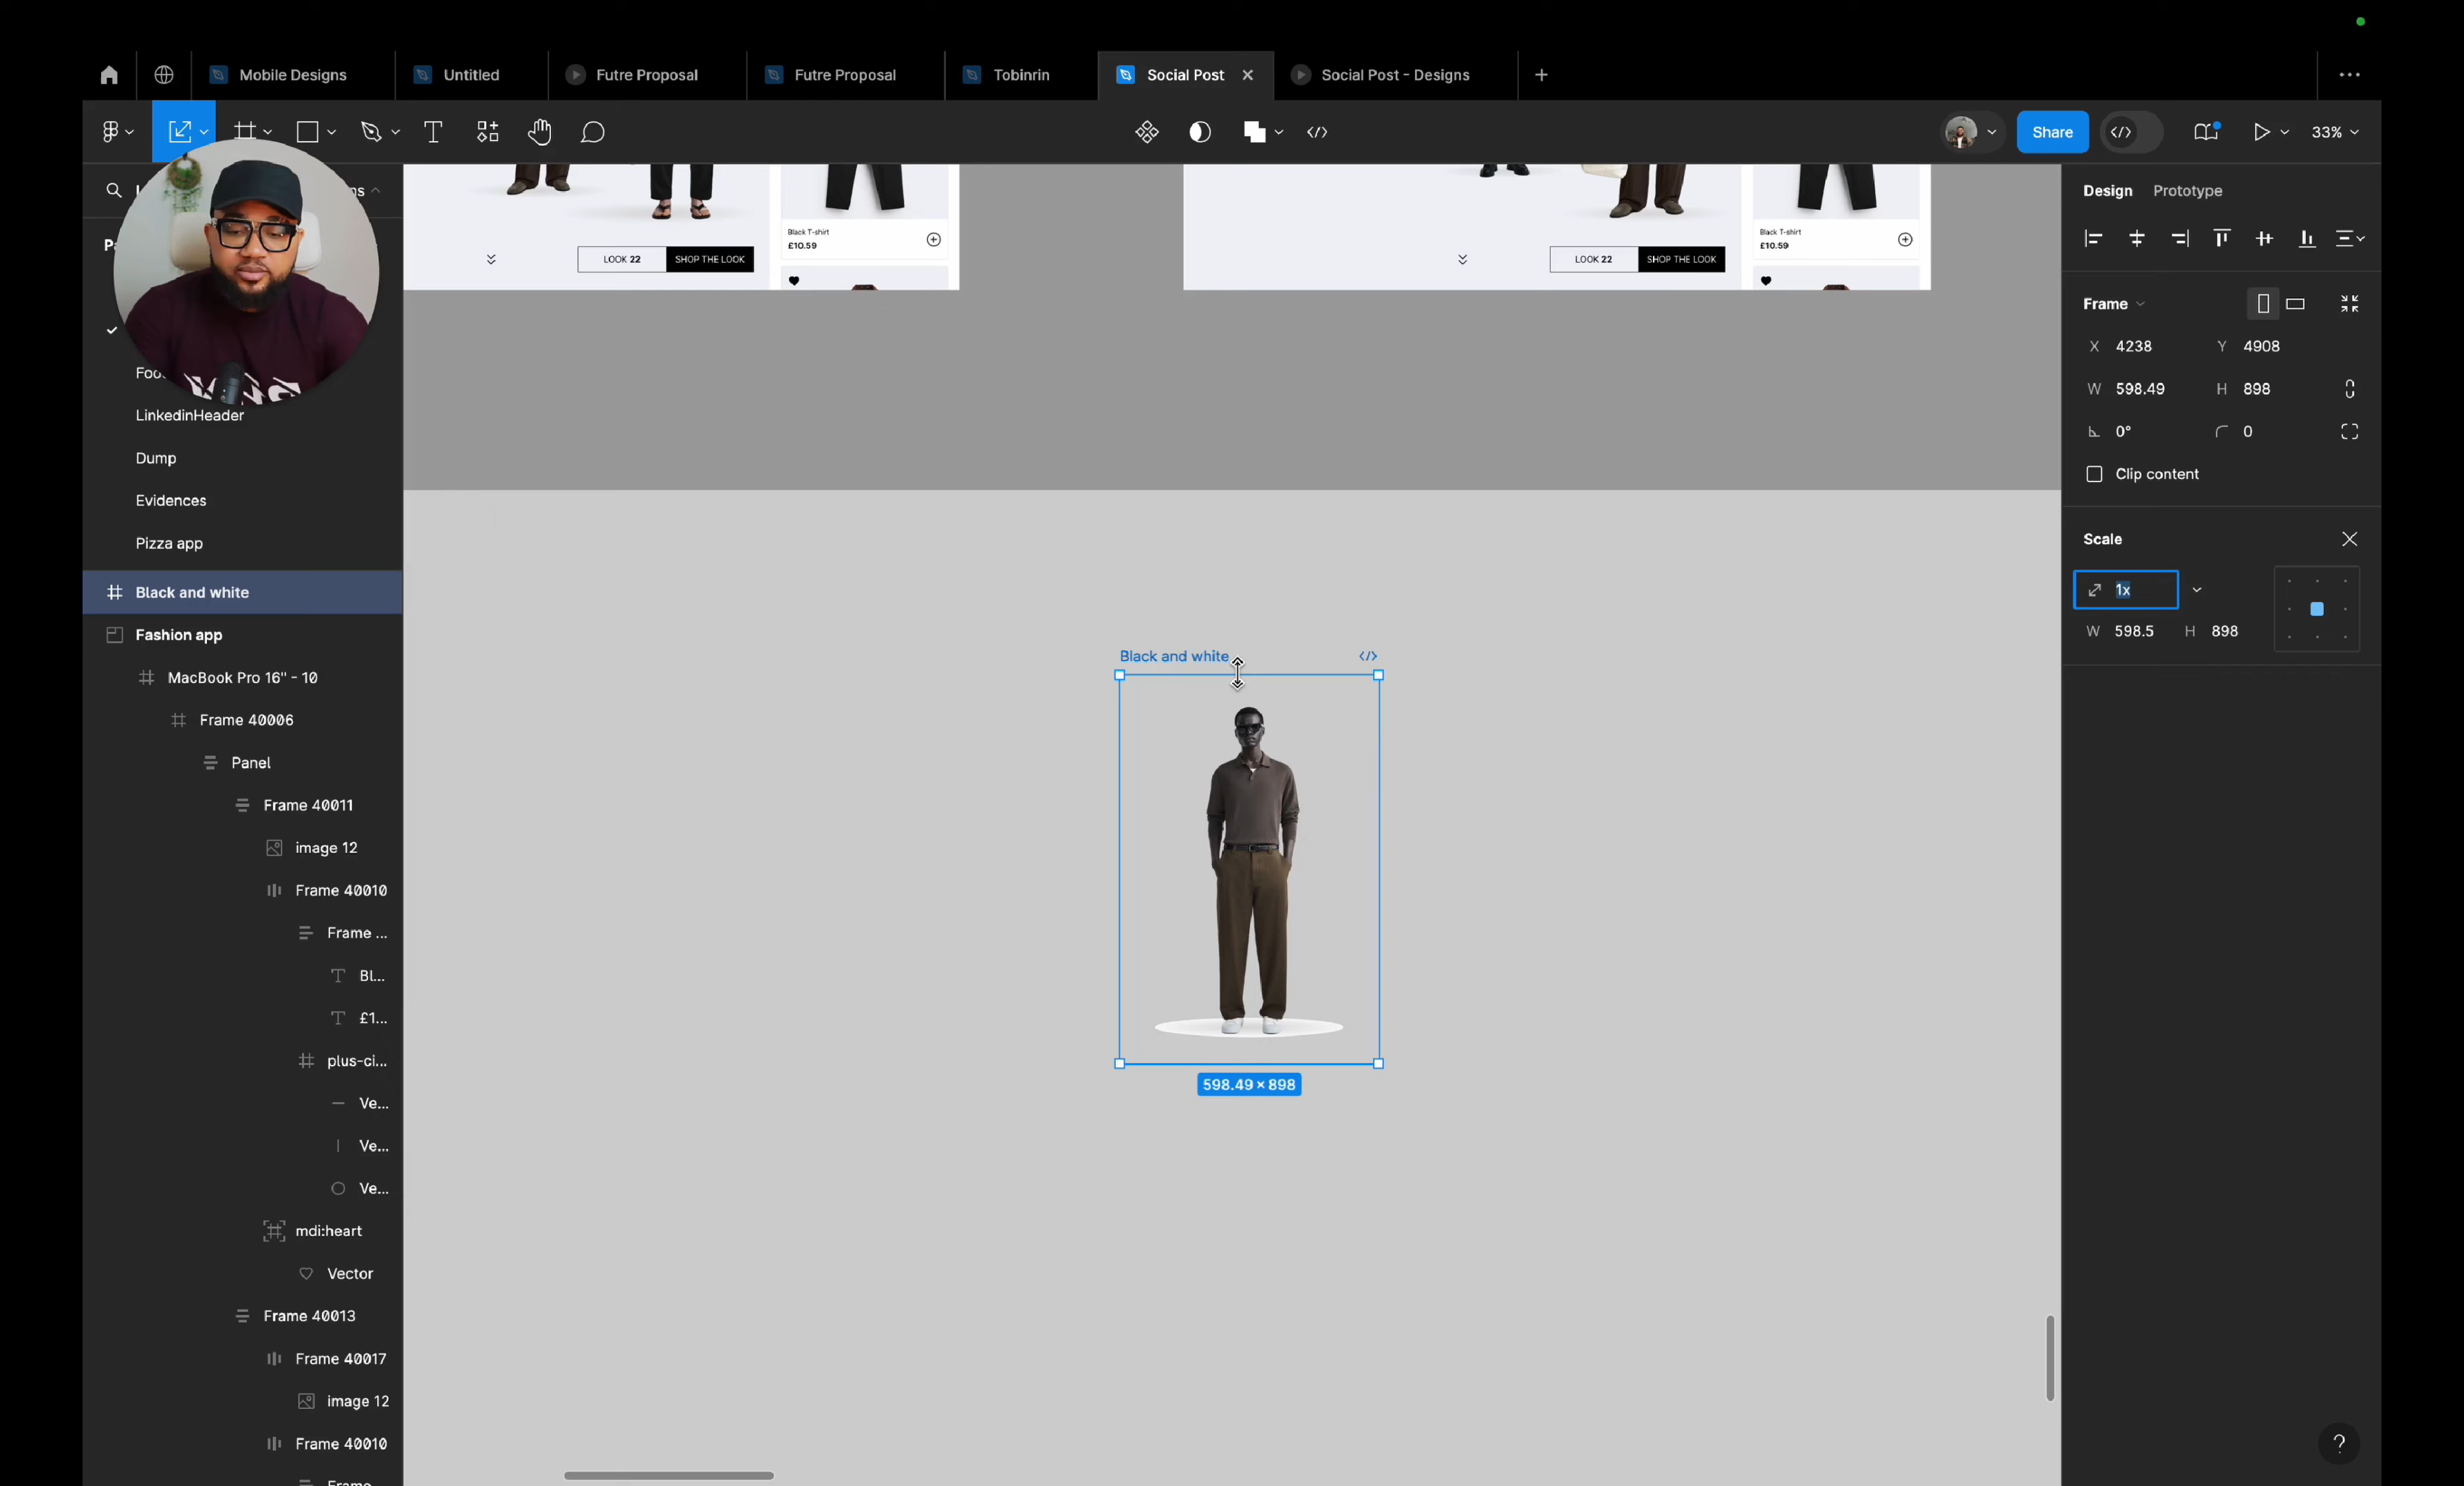 Mobile Designs
Untitled
Futre Proposal
Futre Proposal
Tobinrin
Social Post
Social Post - Designs
Share
33%
Black T-shirt
£10.59
LOOK 22
SHOP THE LOOK
Black T-shirt
£10.59
LOOK 22
SHOP THE LOOK
LinkedinHeader
Dump
Evidences
Pizza app
Black and white
Fashion app
MacBook Pro 16" - 10
Frame 40006
Panel
Frame 40011
image 12
Frame 40010
Frame ...
Bl...
£1...
plus-ci...
Ve...
Ve...
Ve...
mdi:heart
Vector
Frame 40013
Frame 40017
image 12
Frame 40010
Frame
Black and white
598.49 × 898
Design
Prototype
Frame
X 4238
Y 4908
W 598.49
H 898
0°
0
Clip content
Scale
1x
W 598.5
H 898
?